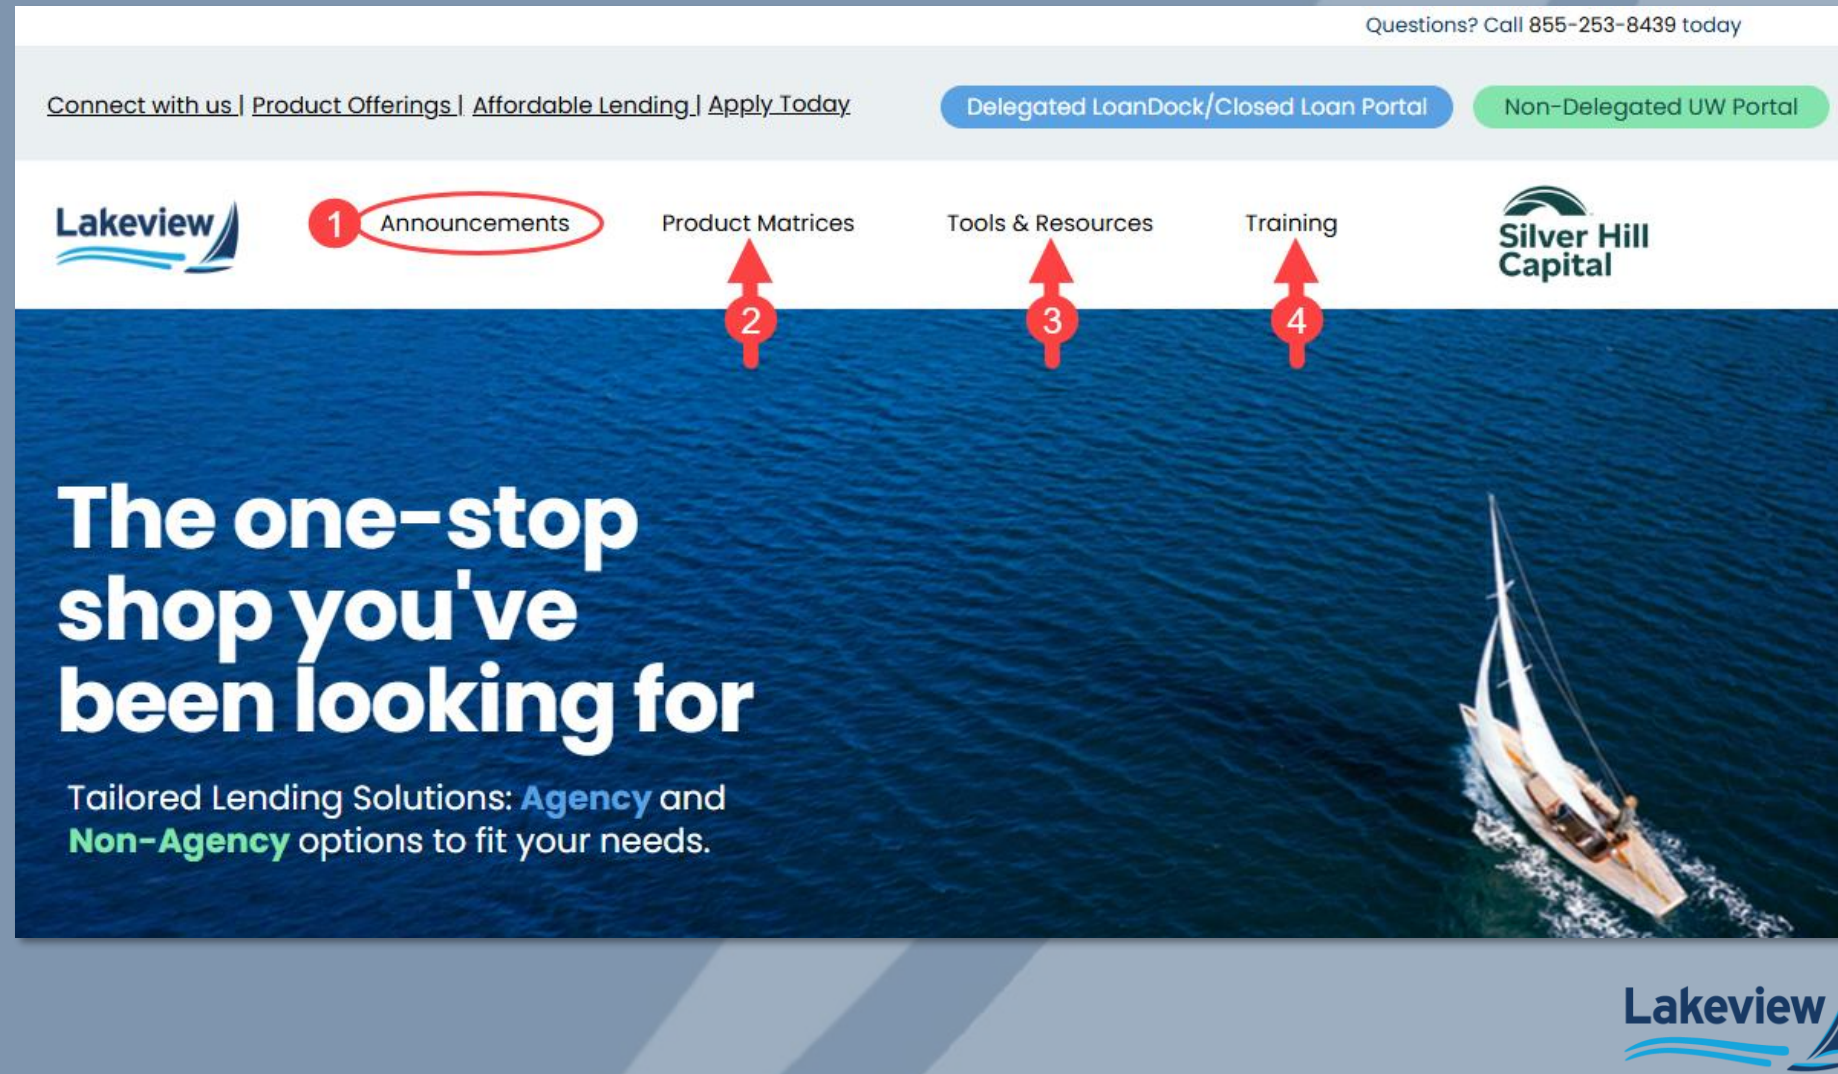 Questions? Call 855-253-8439 today
Connect with us | Product Offerings | Affordable Lending | Apply Today
Delegated LoanDock/Closed Loan Portal
Non-Delegated UW Portal
Lakeview
1
Announcements
Product Matrices
Tools & Resources
Training
Silver Hill
Capital
2
3
4
The one-stop
shop you've
been looking for
Tailored Lending Solutions: Agency and
Non-Agency options to fit your needs.
Lakeview